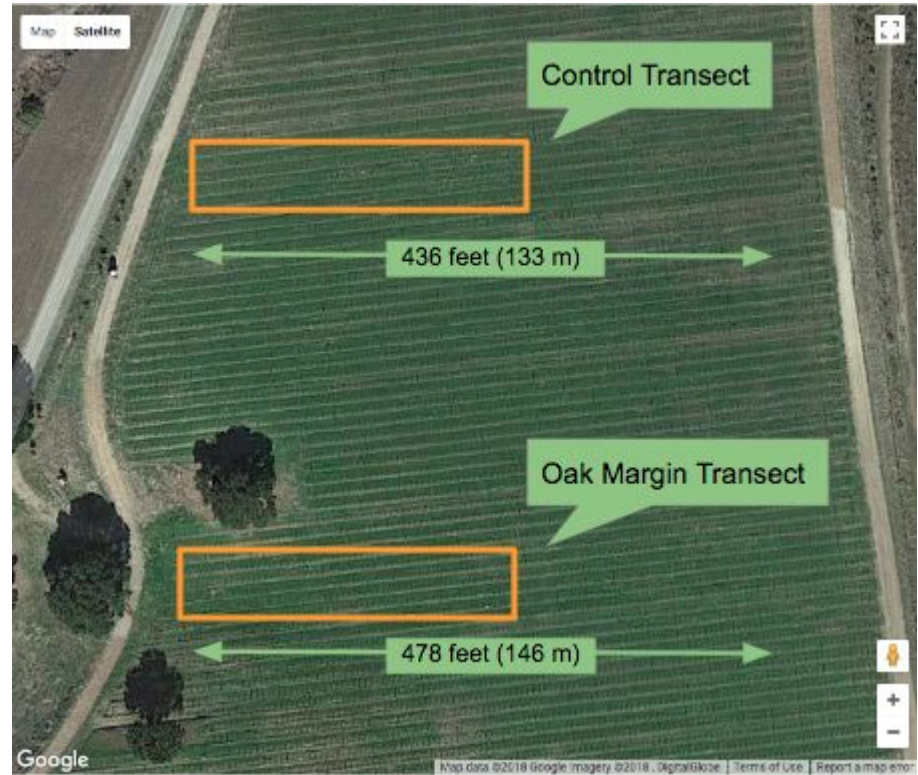 Map Satellite
Control Transect
436 feet (133 m)
Oak Margin Transect
478 feet (146 m)
+
−
Google
Map data ©2018 Google Imagery ©2018 , DigitalGlobe Terms of Use Report a map error